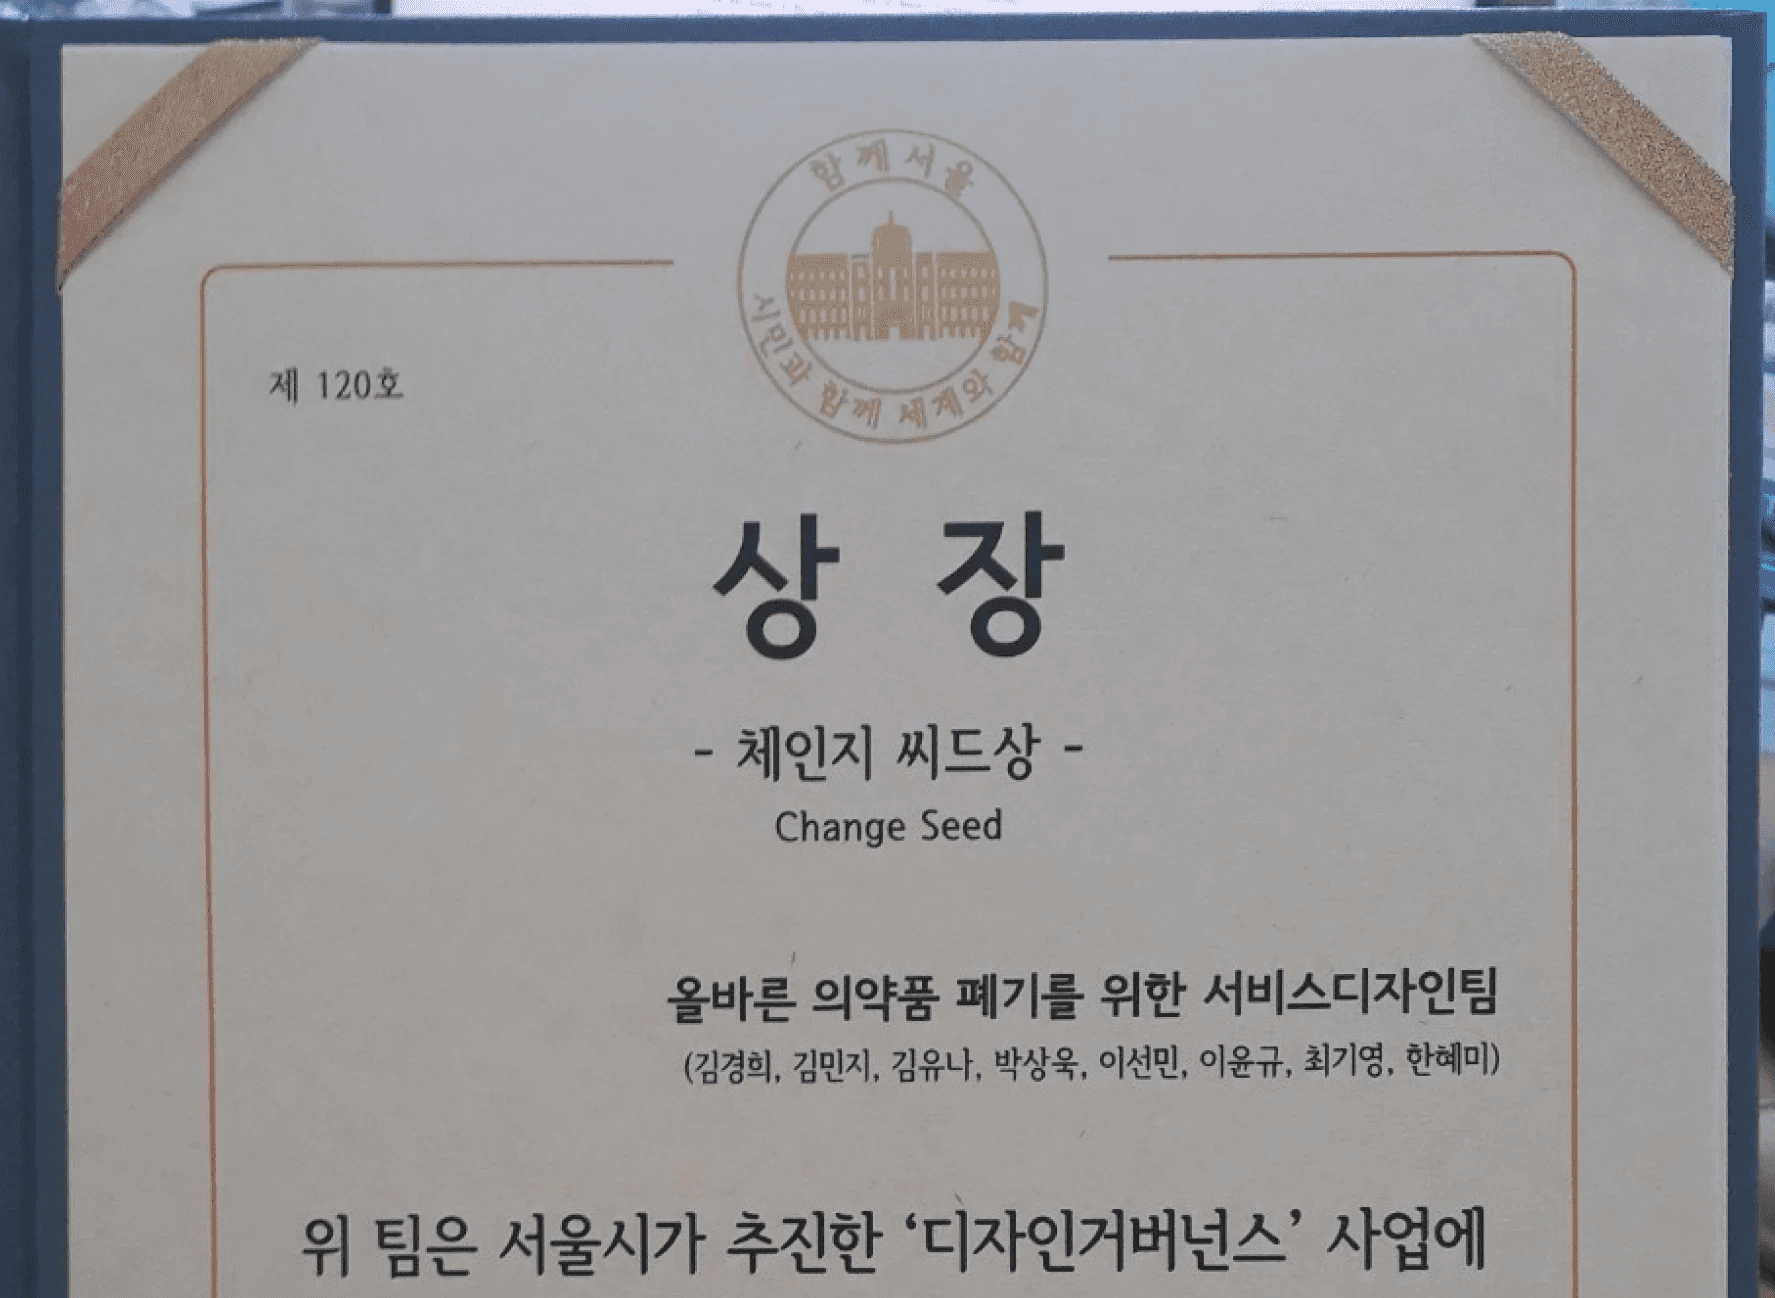 함께서울
시민과 함께 세계와 함께
제 120호
상 장
- 체인지 씨드상 -
Change Seed
올바른 의약품 폐기를 위한 서비스디자인팀
(김경희, 김민지, 김유나, 박상욱, 이선민, 이윤규, 최기영, 한혜미)
위 팀은 서울시가 추진한 ‘디자인거버넌스’ 사업에